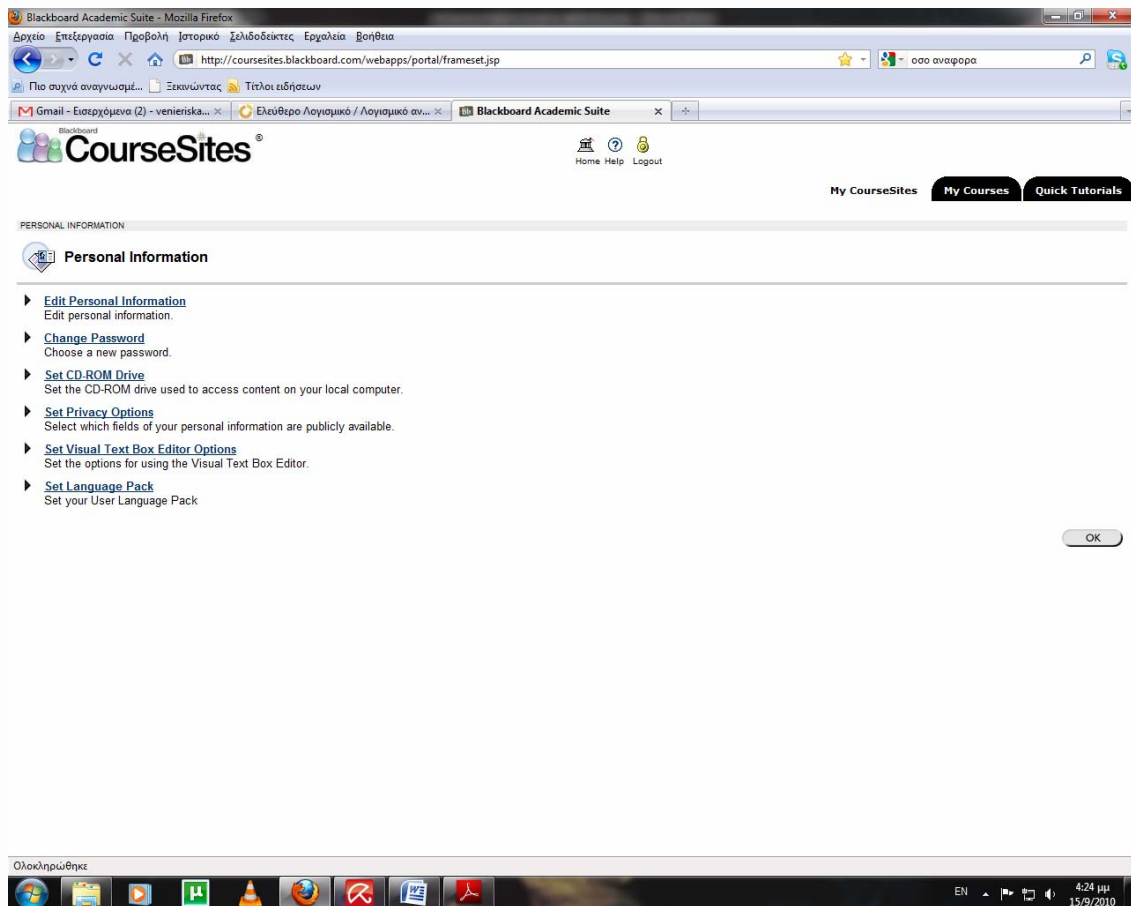 Blackboard Academic Suite - Mozilla Firefox
Αρχείο Επεξεργασία Προβολή Ιστορικό Σελιδοδείκτες Εργαλεία Βοήθεια
http://coursesites.blackboard.com/webapps/portal/frameset.jsp
οσο αναφορα
Πιο συχνά αναγνωσμέ... Ξεκινώντας Τίτλοι ειδήσεων
Gmail - Εισερχόμενα (2) - venieriska... Ελεύθερο Λογισμικό / Λογισμικό αν... Blackboard Academic Suite
Blackboard
CourseSites ®
Home Help Logout
My CourseSites My Courses Quick Tutorials
PERSONAL INFORMATION
Personal Information
Edit Personal Information
Edit personal information.
Change Password
Choose a new password.
Set CD-ROM Drive
Set the CD-ROM drive used to access content on your local computer.
Set Privacy Options
Select which fields of your personal information are publicly available.
Set Visual Text Box Editor Options
Set the options for using the Visual Text Box Editor.
Set Language Pack
Set your User Language Pack
OK
Ολοκληρώθηκε
EN 4:24 μμ
15/9/2010